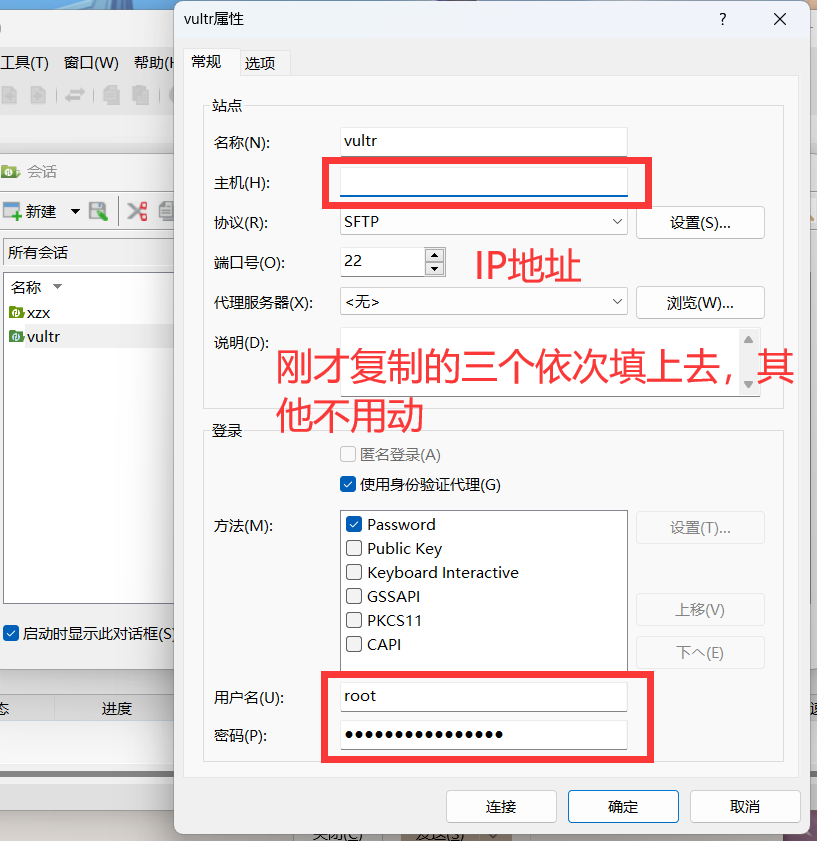 vultr属性
?
工具(T) 窗口(W) 帮助(H
常规 选项
站点
名称(N): vultr
会话
主机(H):
新建
协议(R): SFTP 设置(S)...
所有会话
端口号(O): 22
IP地址
名称
代理服务器(X): <无> 浏览(W)...
xzx
vultr
说明(D):
刚才复制的三个依次填上去，其
他不用动
登录
匿名登录(A)
使用身份验证代理(G)
方法(M):
Password
设置(T)...
Public Key
Keyboard Interactive
GSSAPI
上移(V)
PKCS11
启动时显示此对话框(S)
CAPI
下へ(E)
用户名(U): root
态 进度
密码(P): ●●●●●●●●●●●●●●●●
连接 确定 取消